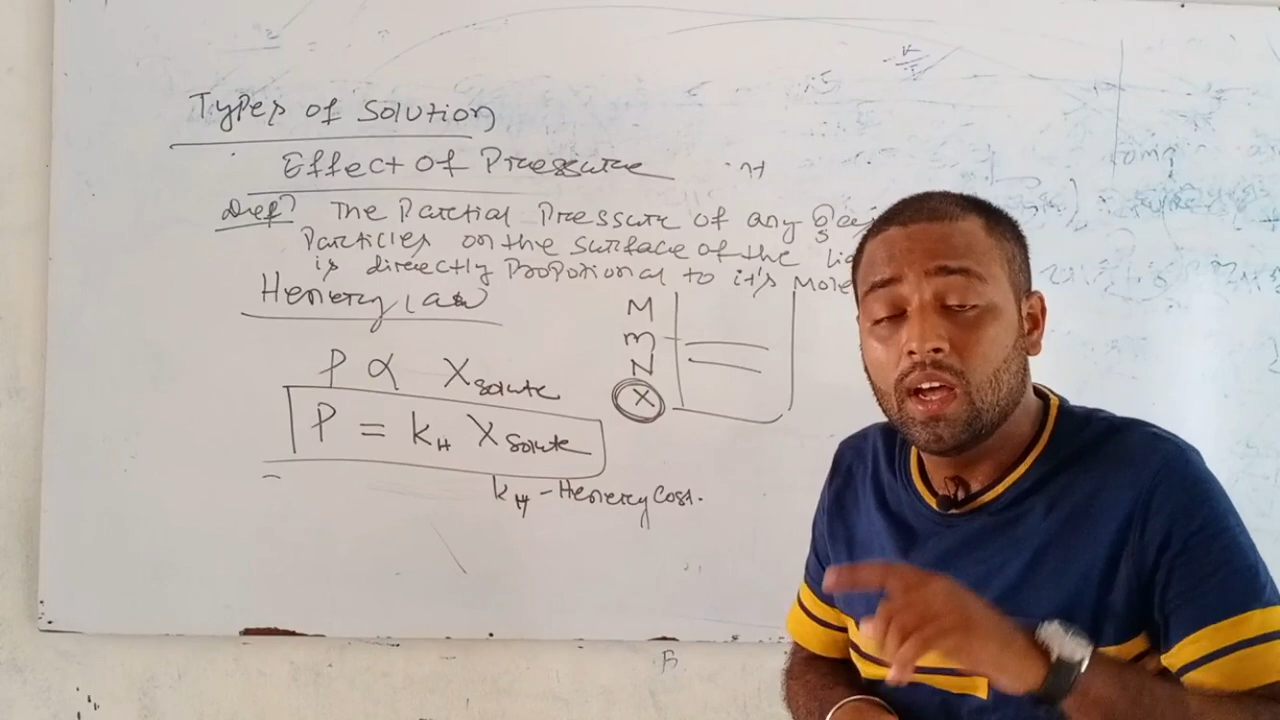 Types of Solution
Effect of Pressure
Def? The Partial Pressure of any Gas
Particles on the surface of the
is directly Propotional to it's Mole
Henery Law
P ∝ X solute
P = K H X Solute
K H - Henery Cost.
M
m
N
X